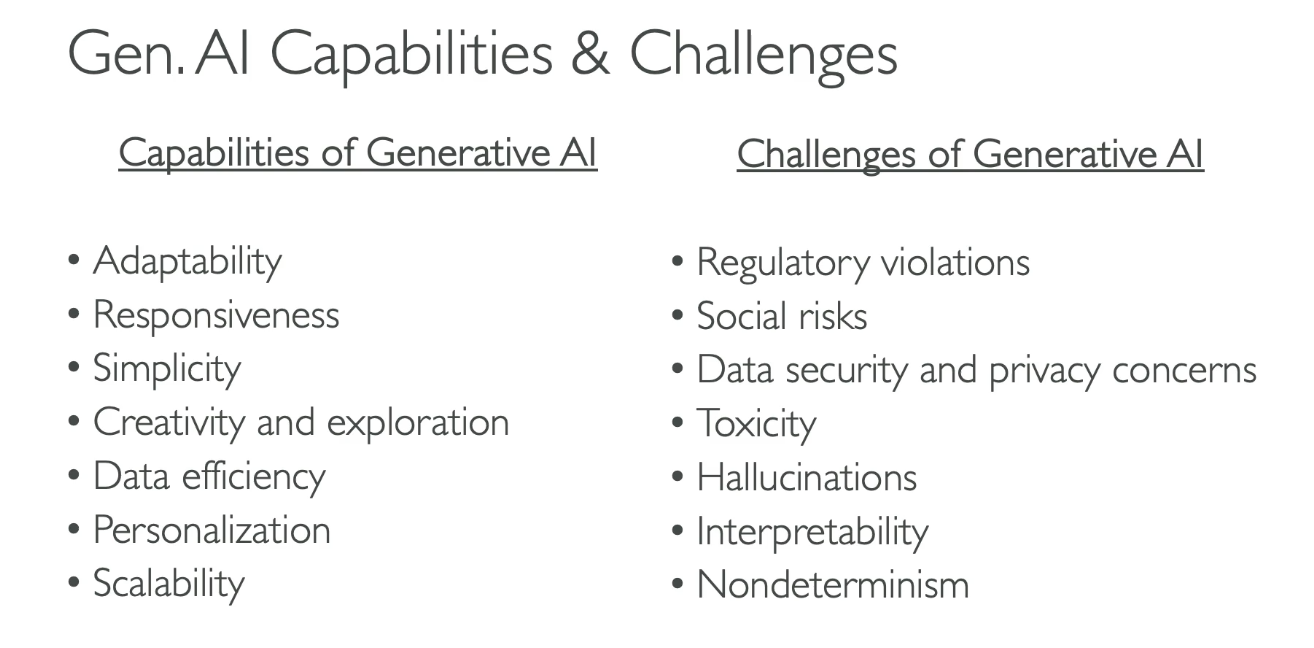 Gen. AI Capabilities & Challenges
Capabilities of Generative AI
• Adaptability
• Responsiveness
• Simplicity
• Creativity and exploration
• Data efficiency
• Personalization
• Scalability
Challenges of Generative AI
• Regulatory violations
• Social risks
• Data security and privacy concerns
• Toxicity
• Hallucinations
• Interpretability
• Nondeterminism